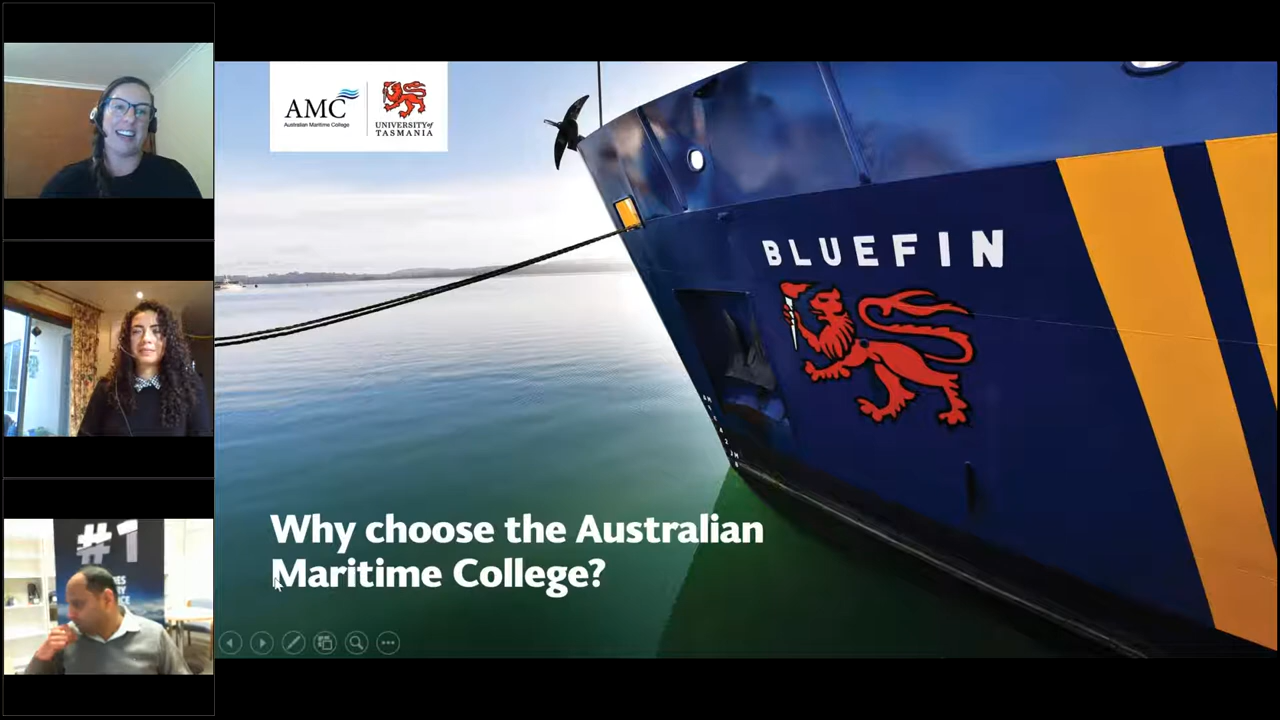 AMC
Australian Maritime College
UNIVERSITY of
TASMANIA
BLUEFIN
Why choose the Australian
Maritime College?
#1